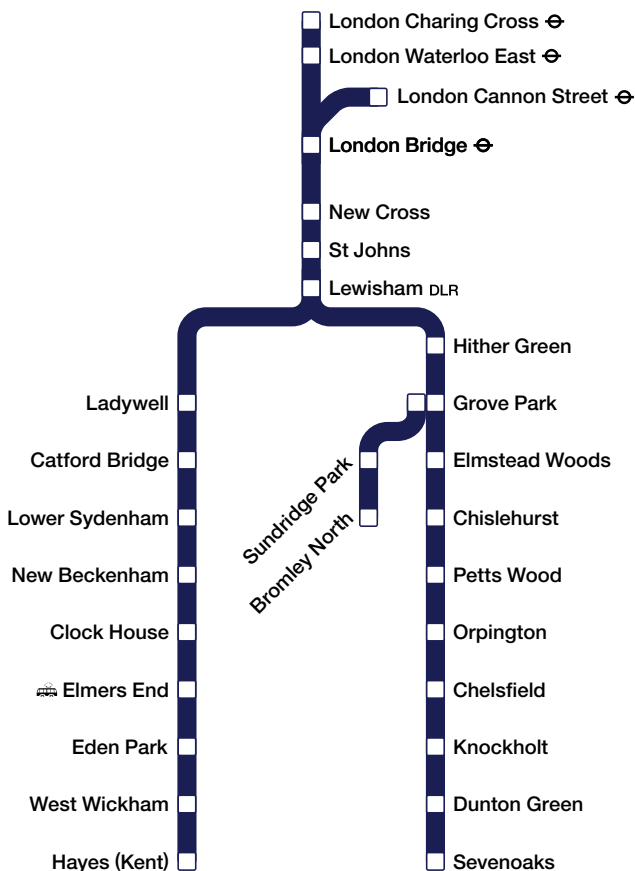 London Charing Cross
London Waterloo East
London Cannon Street
London Bridge
New Cross
St Johns
Lewisham DLR
Hither Green
Ladywell
Grove Park
Catford Bridge
Sundridge Park
Elmstead Woods
Lower Sydenham
Bromley North
Chislehurst
New Beckenham
Petts Wood
Clock House
Orpington
Elmers End
Chelsfield
Eden Park
Knockholt
West Wickham
Dunton Green
Hayes (Kent)
Sevenoaks